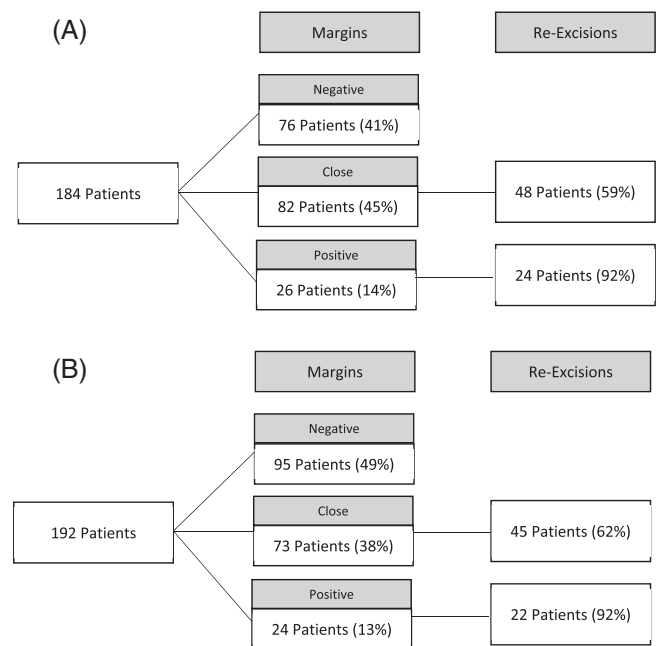 (A)
Margins
Re-Excisions
Negative
76 Patients (41%)
184 Patients
Close
82 Patients (45%)
48 Patients (59%)
Positive
26 Patients (14%)
24 Patients (92%)
(B)
Margins
Re-Excisions
Negative
95 Patients (49%)
192 Patients
Close
73 Patients (38%)
45 Patients (62%)
Positive
24 Patients (13%)
22 Patients (92%)